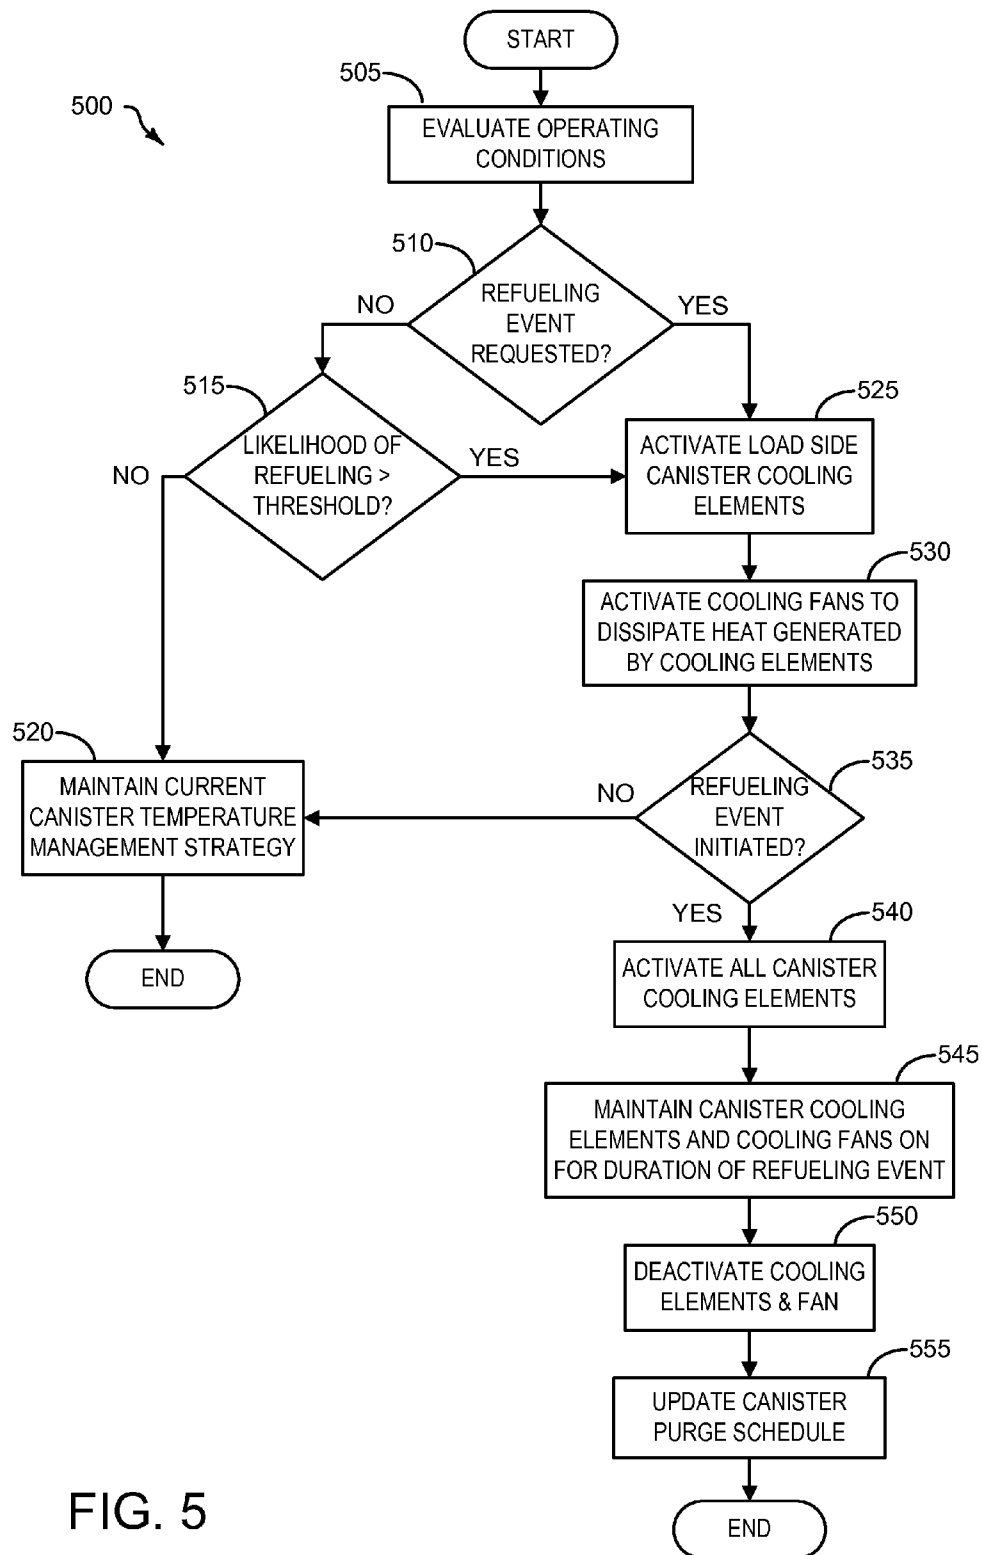 START
505
500
EVALUATE OPERATING
CONDITIONS
510
NO
REFUELING
EVENT
REQUESTED?
YES
515
LIKELIHOOD OF
REFUELING >
THRESHOLD?
NO
YES
525
ACTIVATE LOAD SIDE
CANISTER COOLING
ELEMENTS
530
ACTIVATE COOLING FANS TO
DISSIPATE HEAT GENERATED
BY COOLING ELEMENTS
520
MAINTAIN CURRENT
CANISTER TEMPERATURE
MANAGEMENT STRATEGY
END
535
NO
REFUELING
EVENT
INITIATED?
YES
540
ACTIVATE ALL CANISTER
COOLING ELEMENTS
545
MAINTAIN CANISTER COOLING
ELEMENTS AND COOLING FANS ON
FOR DURATION OF REFUELING EVENT
550
DEACTIVATE COOLING
ELEMENTS & FAN
555
UPDATE CANISTER
PURGE SCHEDULE
END
FIG. 5